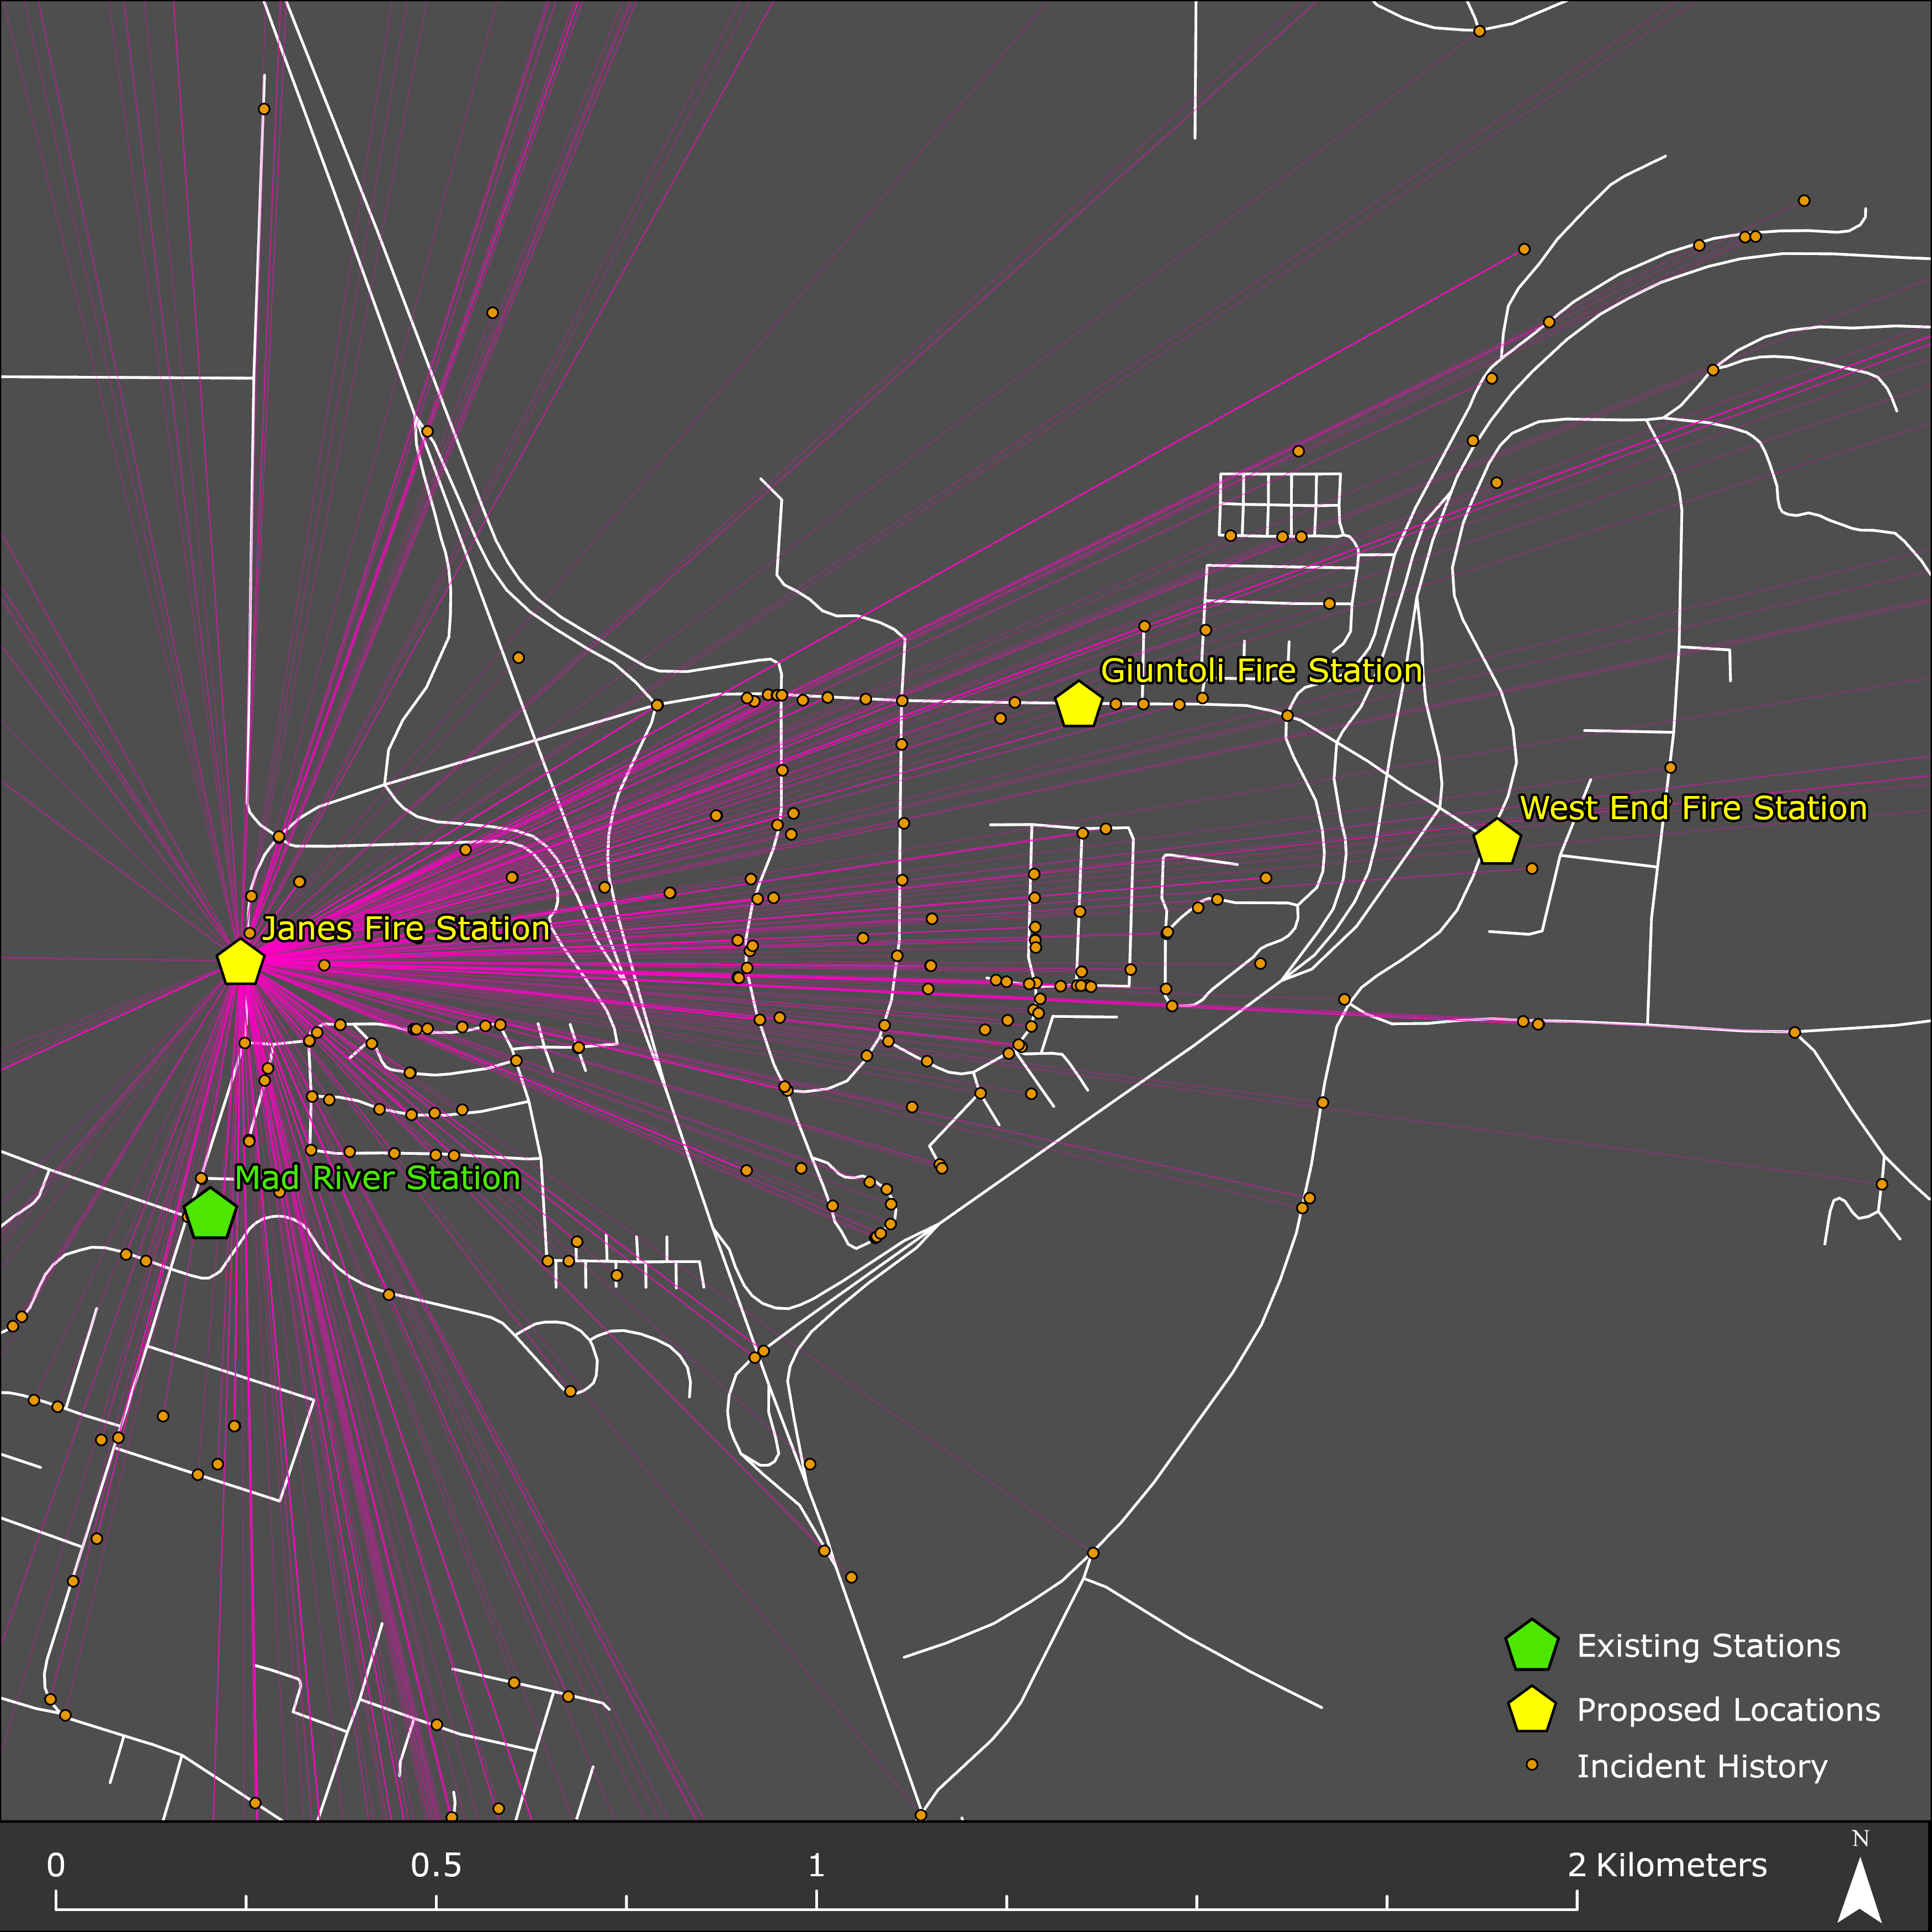 Giuntoli Fire Station
West End Fire Station
Janes Fire Station
Mad River Station
Existing Stations
Proposed Locations
Incident History
N
0 0.5 1 2 Kilometers